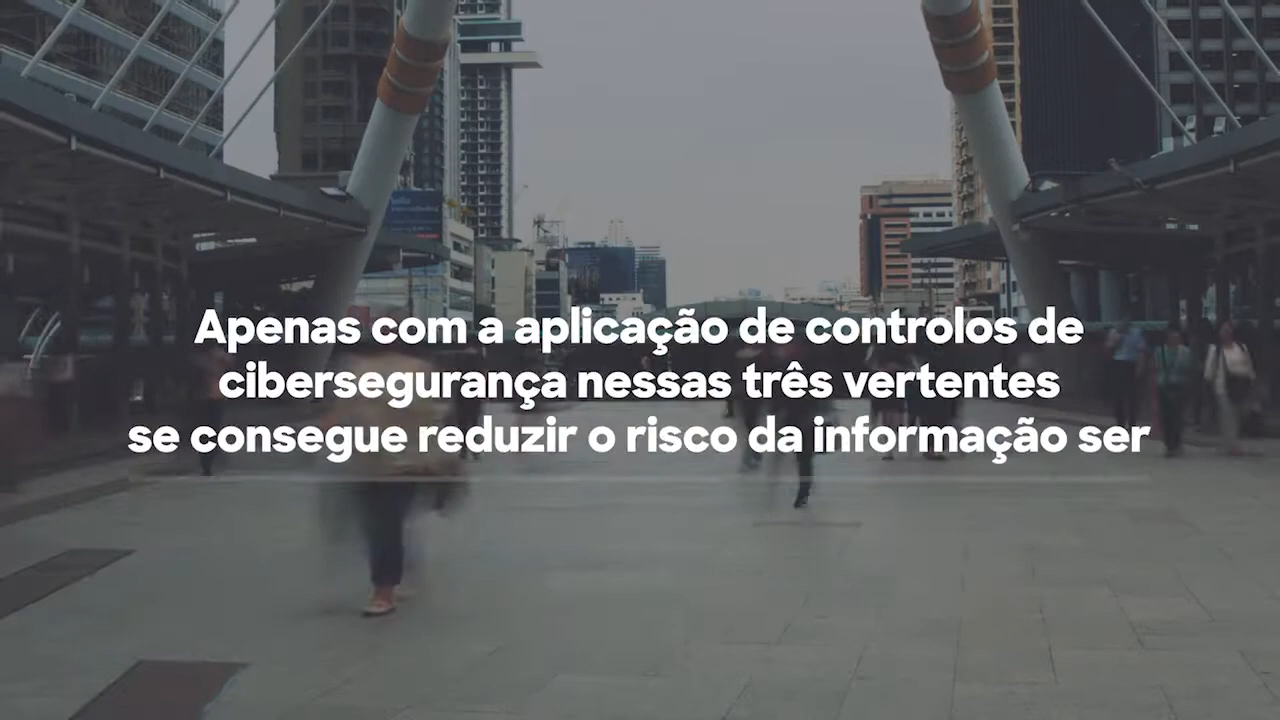 Apenas com a aplicação de controlos de
cibersegurança nessas três vertentes
se consegue reduzir o risco da informação ser